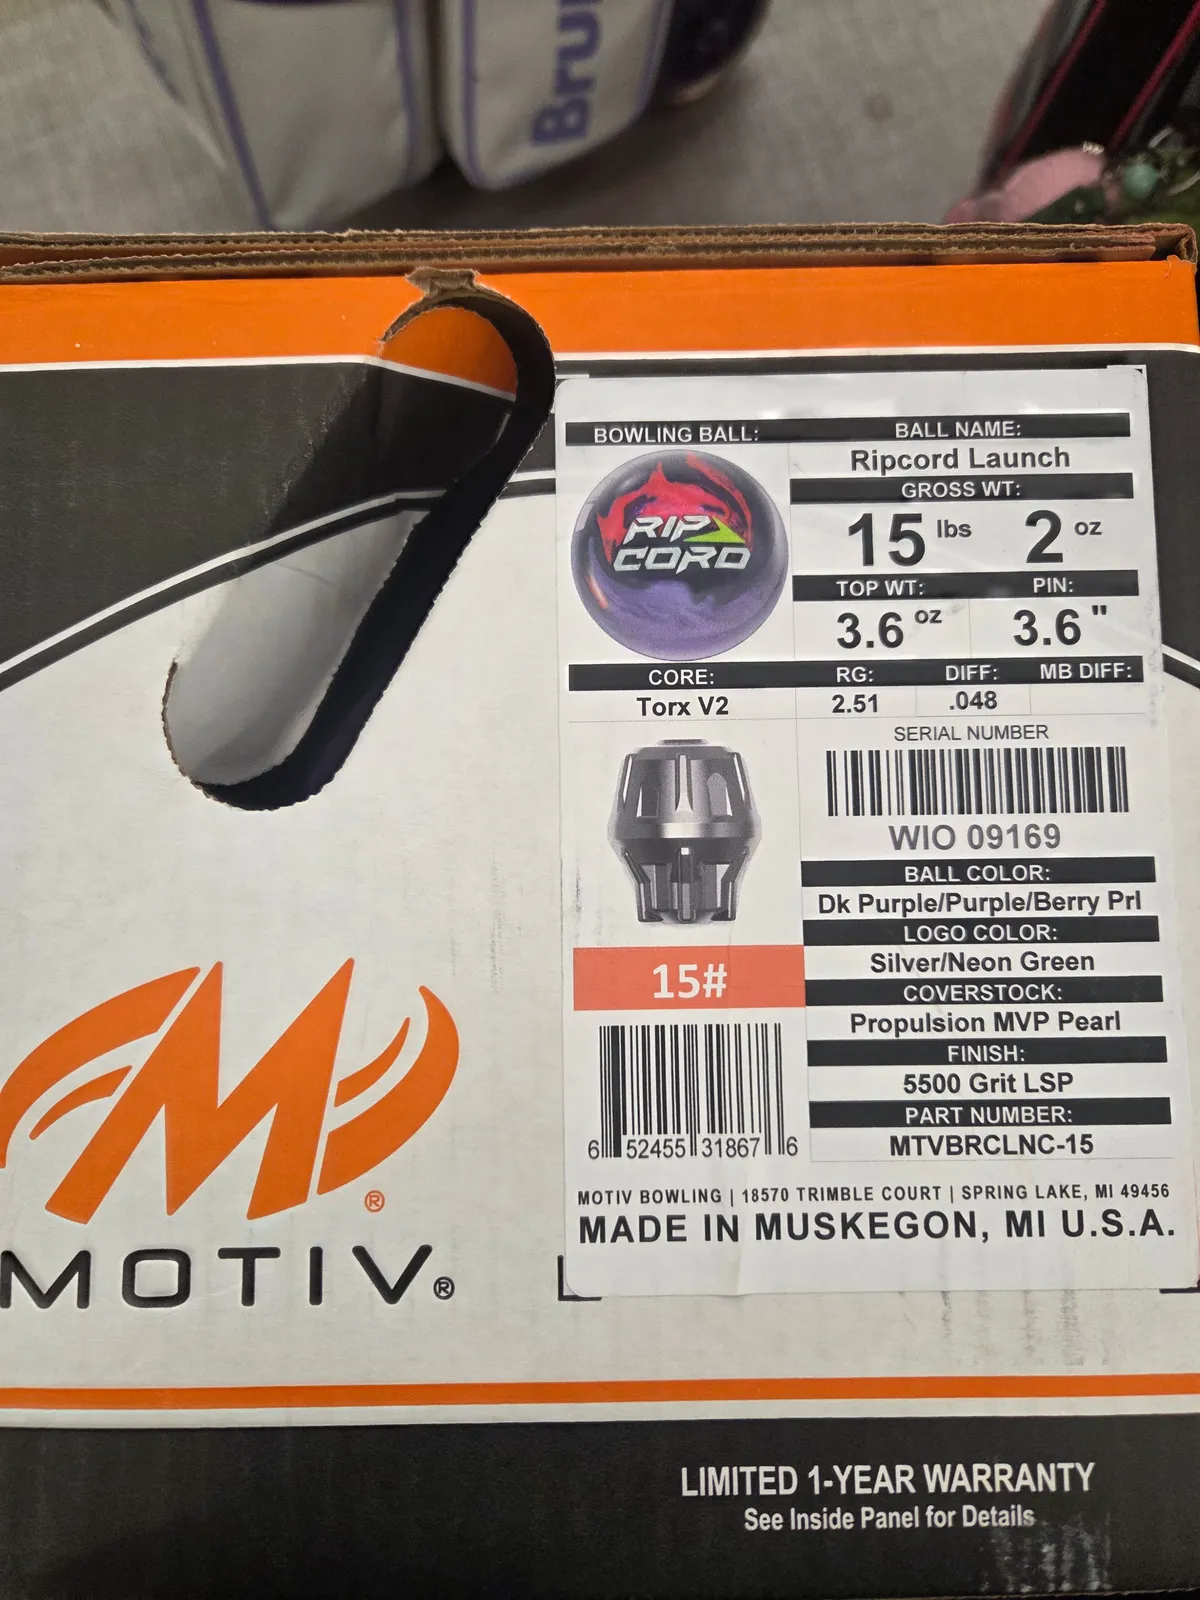 Bru
BOWLING BALL:
BALL NAME:
Ripcord Launch
GROSS WT:
15 lbs 2 oz
RIP
CORD
TOP WT: PIN:
3.6 oz 3.6 "
CORE: RG: DIFF: MB DIFF:
Torx V2 2.51 .048
SERIAL NUMBER
WIO 09169
BALL COLOR:
Dk Purple/Purple/Berry Prl
LOGO COLOR:
Silver/Neon Green
15#
COVERSTOCK:
Propulsion MVP Pearl
FINISH:
5500 Grit LSP
PART NUMBER:
MTVBRCLNC-15
6 52455 31867 6
MOTIV BOWLING | 18570 TRIMBLE COURT | SPRING LAKE, MI 49456
MADE IN MUSKEGON, MI U.S.A.
M®
MOTIV®
LIMITED 1-YEAR WARRANTY
See Inside Panel for Details